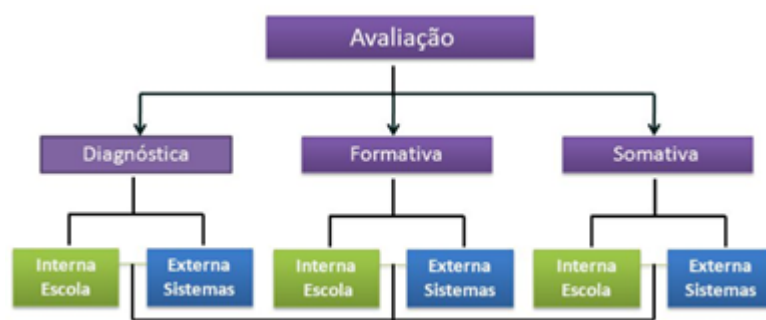 Avaliação
Diagnóstica
Formativa
Somativa
Interna
Escola
Externa
Sistemas
Interna
Escola
Externa
Sistemas
Interna
Escola
Externa
Sistemas